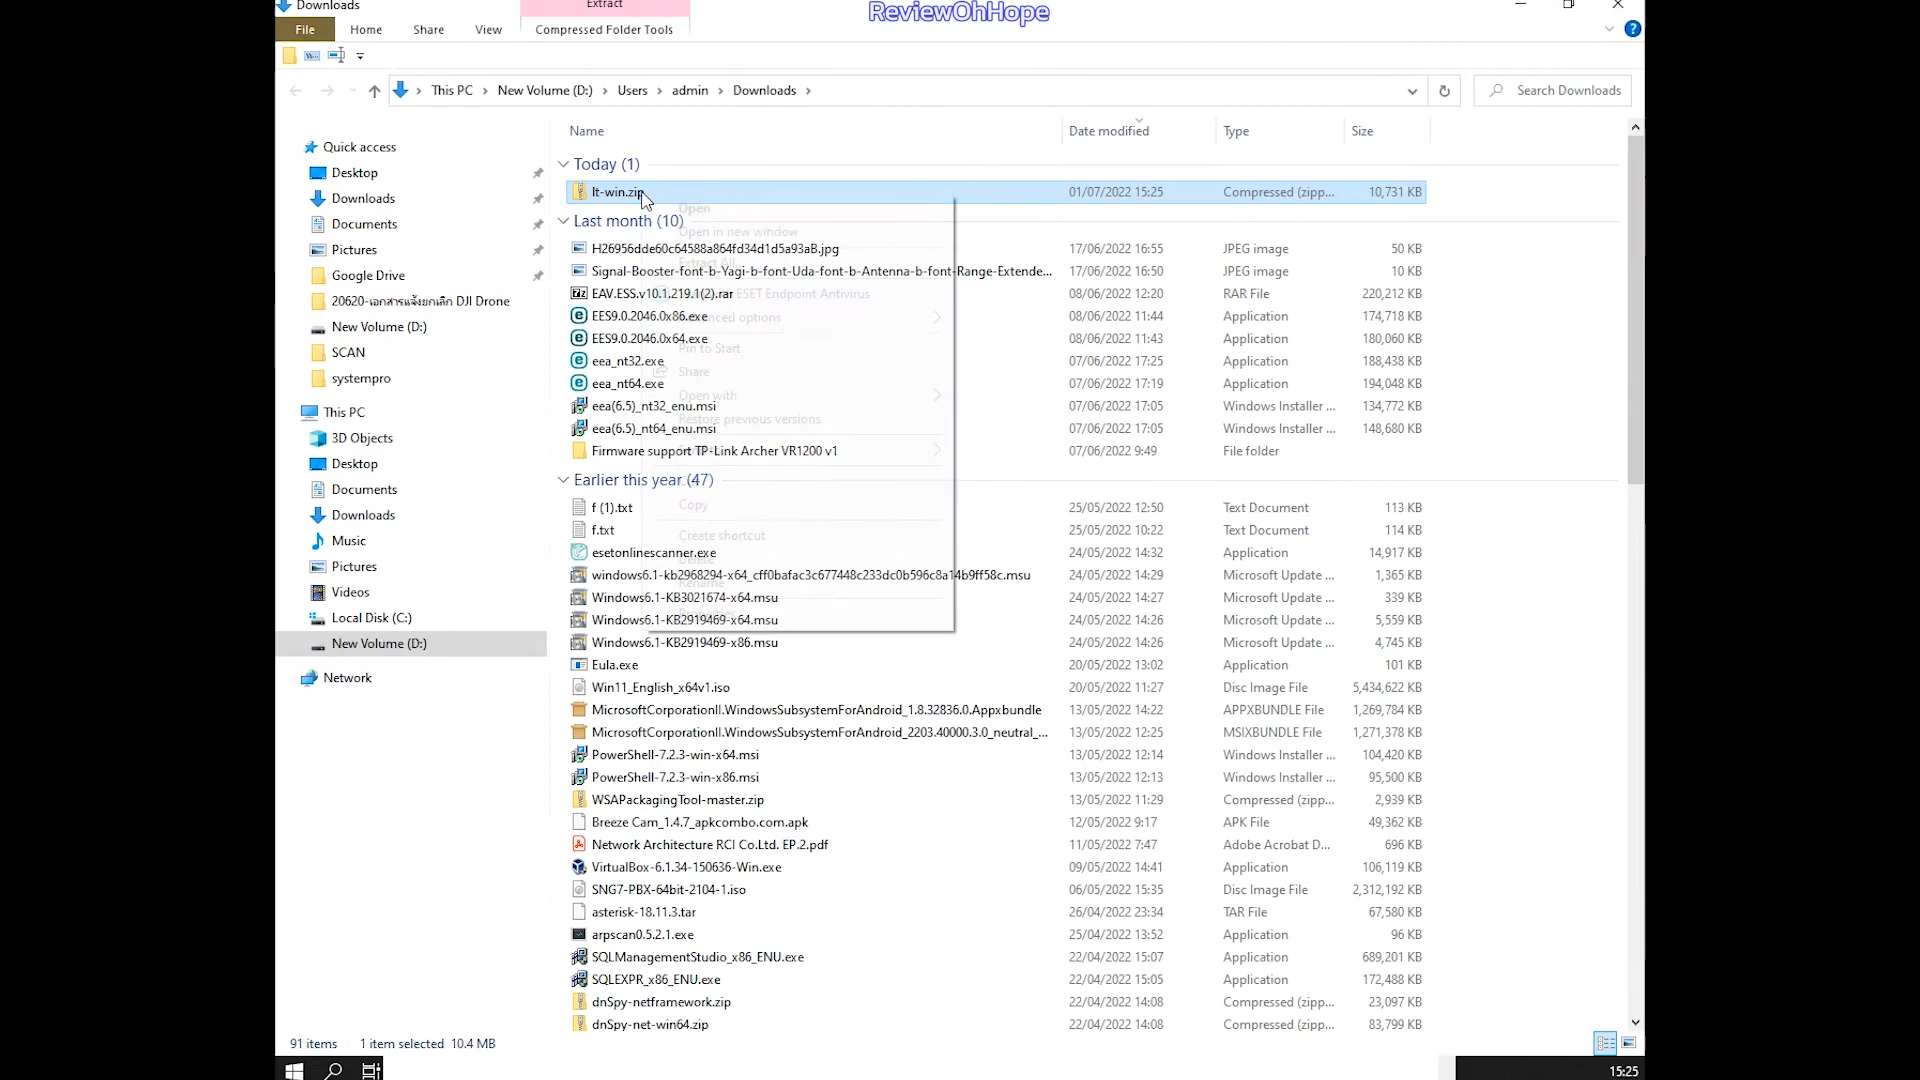 Downloads
Extract
ReviewOhHope
File
Home
Share
View
Compressed Folder Tools
This PC
New Volume (D:)
Users
admin
Downloads
Search Downloads
Name
Date modified
Type
Size
Quick access
Desktop
Downloads
Documents
Pictures
Google Drive
20620-เอกสารแจ้งยกเลิก DJI Drone
New Volume (D:)
SCAN
systempro
This PC
3D Objects
Desktop
Documents
Downloads
Music
Pictures
Videos
Local Disk (C:)
New Volume (D:)
Network
Today (1)
lt-win.zip 01/07/2022 15:25 Compressed (zipp... 10,731 KB
Last month (10)
H26956dde60c64588a864fd34d1d5a93aB.jpg 17/06/2022 16:55 JPEG image 50 KB
Signal-Booster-font-b-Yagi-b-font-Uda-font-b-Antenna-b-font-Range-Extende... 17/06/2022 16:50 JPEG image 10 KB
EAV.ESS.v10.1.219.1(2).rar 08/06/2022 12:20 RAR File 220,212 KB
EES9.0.2046.0x86.exe 08/06/2022 11:44 Application 174,718 KB
EES9.0.2046.0x64.exe 08/06/2022 11:43 Application 180,060 KB
eea_nt32.exe 07/06/2022 17:25 Application 188,438 KB
eea_nt64.exe 07/06/2022 17:19 Application 194,048 KB
eea(6.5)_nt32_enu.msi 07/06/2022 17:05 Windows Installer ... 134,772 KB
eea(6.5)_nt64_enu.msi 07/06/2022 17:05 Windows Installer ... 148,680 KB
Firmware support TP-Link Archer VR1200 v1 07/06/2022 9:49 File folder
Earlier this year (47)
f (1).txt 25/05/2022 12:50 Text Document 113 KB
f.txt 25/05/2022 10:22 Text Document 114 KB
esetonlinescanner.exe 24/05/2022 14:32 Application 14,917 KB
windows6.1-kb2968294-x64_cff0bafac3c677448c233dc0b596c8a14b9ff58c.msu 24/05/2022 14:29 Microsoft Update ... 1,365 KB
Windows6.1-KB3021674-x64.msu 24/05/2022 14:27 Microsoft Update ... 339 KB
Windows6.1-KB2919469-x64.msu 24/05/2022 14:26 Microsoft Update ... 5,559 KB
Windows6.1-KB2919469-x86.msu 24/05/2022 14:26 Microsoft Update ... 4,745 KB
Eula.exe 20/05/2022 13:02 Application 101 KB
Win11_English_x64v1.iso 20/05/2022 11:27 Disc Image File 5,434,622 KB
MicrosoftCorporationII.WindowsSubsystemForAndroid_1.8.32836.0.Appxbundle 13/05/2022 14:22 APPXBUNDLE File 1,269,784 KB
MicrosoftCorporationII.WindowsSubsystemForAndroid_2203.40000.3.0_neutral_... 13/05/2022 12:25 MSIXBUNDLE File 1,271,378 KB
PowerShell-7.2.3-win-x64.msi 13/05/2022 12:14 Windows Installer ... 104,420 KB
PowerShell-7.2.3-win-x86.msi 13/05/2022 12:13 Windows Installer ... 95,500 KB
WSAPackagingTool-master.zip 13/05/2022 11:29 Compressed (zipp... 2,939 KB
Breeze Cam_1.4.7_apkcombo.com.apk 12/05/2022 9:17 APK File 49,362 KB
Network Architecture RCI Co.Ltd. EP.2.pdf 11/05/2022 7:47 Adobe Acrobat D... 696 KB
VirtualBox-6.1.34-150636-Win.exe 09/05/2022 14:41 Application 106,119 KB
SNG7-PBX-64bit-2104-1.iso 06/05/2022 15:35 Disc Image File 2,312,192 KB
asterisk-18.11.3.tar 26/04/2022 23:34 TAR File 67,580 KB
arpscan0.5.2.1.exe 25/04/2022 13:52 Application 96 KB
SQLManagementStudio_x86_ENU.exe 22/04/2022 15:07 Application 689,201 KB
SQLEXPR_x86_ENU.exe 22/04/2022 15:05 Application 172,488 KB
dnSpy-netframework.zip 22/04/2022 14:08 Compressed (zipp... 23,097 KB
dnSpy-net-win64.zip 22/04/2022 14:08 Compressed (zipp... 83,799 KB
Open
Open in new window
Extract All...
ESET Endpoint Antivirus
options
Pin to Start
Share
Open with
Restore previous versions
Copy
Create shortcut
Delete
Rename
Properties
91 items 1 item selected 10.4 MB
15:25